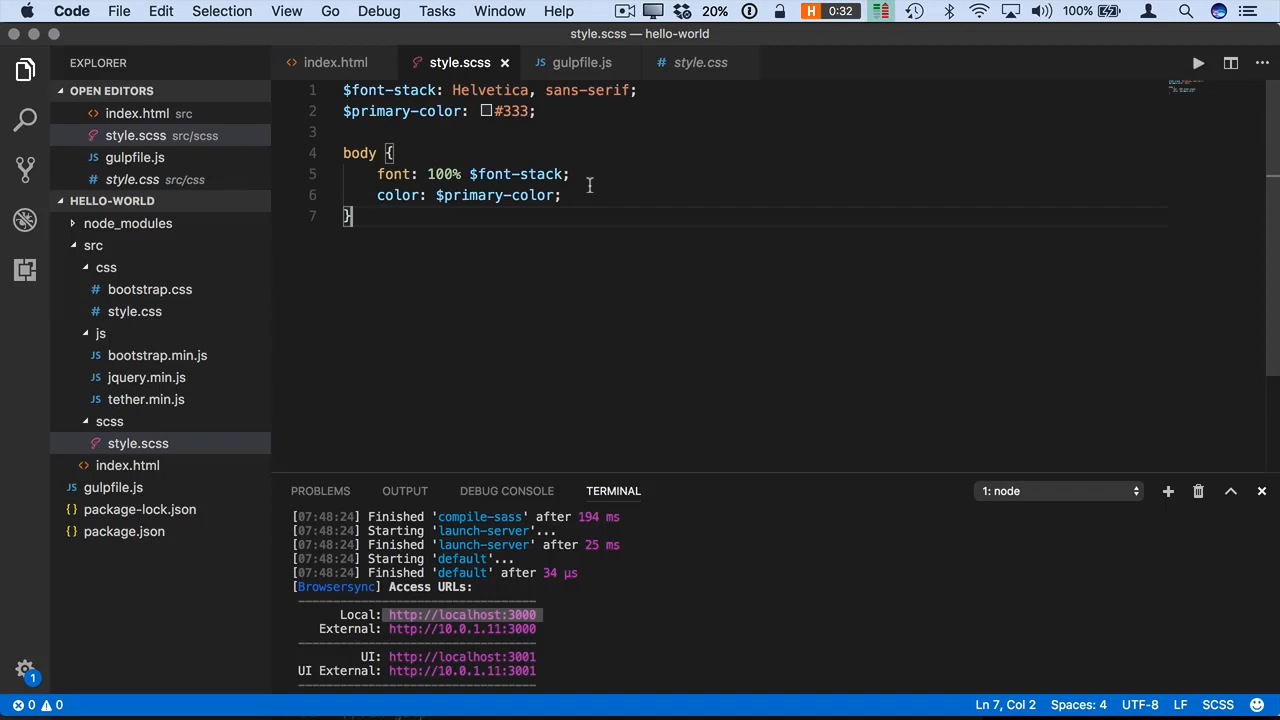 Code File Edit Selection View Go Debug Tasks Window Help 20% H 0:32 100%
style.scss — hello-world
EXPLORER
OPEN EDITORS
index.html src
style.scss src/scss
gulpfile.js
style.css src/css
HELLO-WORLD
node_modules
src
css
bootstrap.css
style.css
js
JS bootstrap.min.js
JS jquery.min.js
JS tether.min.js
scss
style.scss
index.html
JS gulpfile.js
package-lock.json
package.json
1
index.html style.scss JS gulpfile.js # style.css
1 $font-stack: Helvetica, sans-serif;
2 $primary-color: #333;
3
4 body {
5 font: 100% $font-stack;
6 color: $primary-color;
7 }
PROBLEMS OUTPUT DEBUG CONSOLE TERMINAL 1: node
[07:48:24] Finished 'compile-sass' after 194 ms
[07:48:24] Starting 'launch-server'...
[07:48:24] Finished 'launch-server' after 25 ms
[07:48:24] Starting 'default'...
[07:48:24] Finished 'default' after 34 μs
[Browsersync] Access URLs:
Local: http://localhost:3000
External: http://10.0.1.11:3000
UI: http://localhost:3001
UI External: http://10.0.1.11:3001
0 0 Ln 7, Col 2 Spaces: 4 UTF-8 LF SCSS